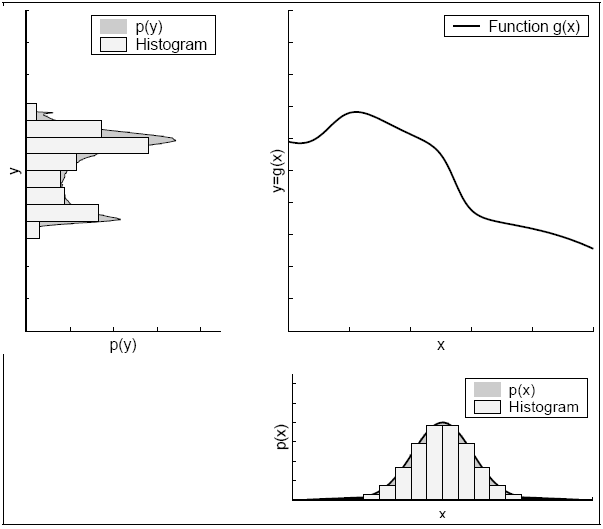 p(y)
Histogram
y
p(y)
Function g(x)
y=g(x)
x
p(x)
Histogram
p(x)
x